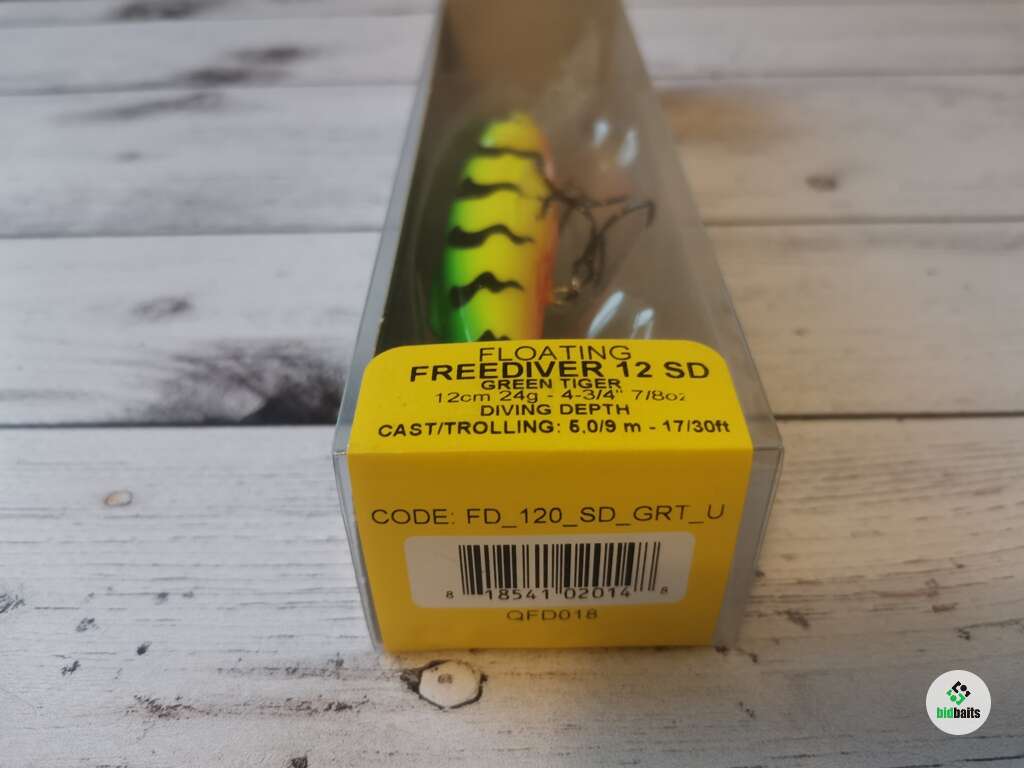 FLOATING
FREEDIVER 12 SD
GREEN TIGER
12cm 24g - 4-3/4" 7/8oz
DIVING DEPTH
CAST/TROLLING: 5,0/9 m - 17/30ft
CODE: FD_120_SD_GRT_U
8 18541 02014 8
QFD018
bidbaits